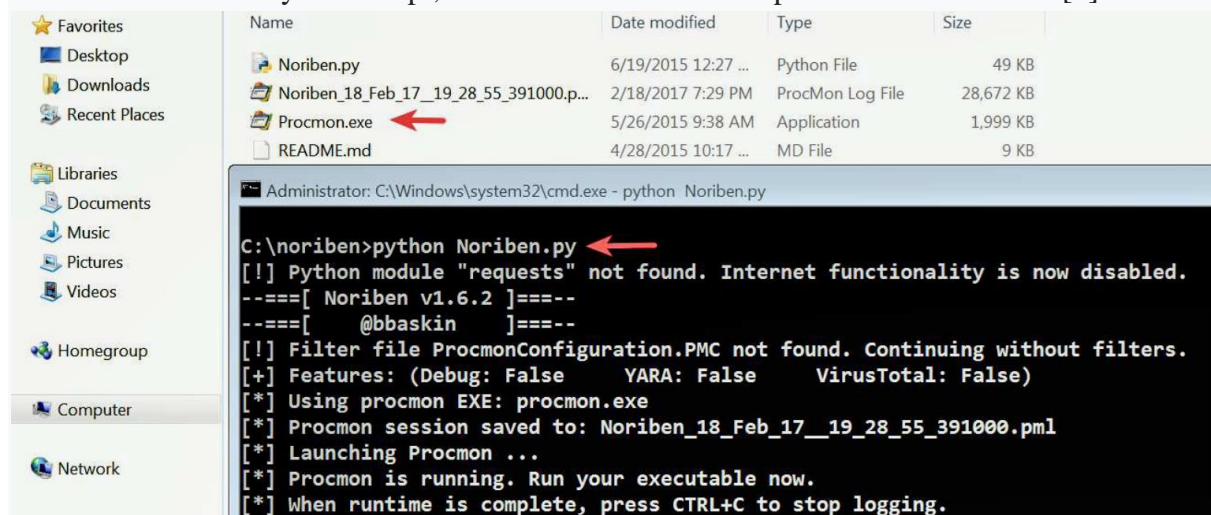 Favorites
Desktop
Downloads
Recent Places
Libraries
Documents
Music
Pictures
Videos
Homegroup
Computer
Network
Name Date modified Type Size
Noriben.py 6/19/2015 12:27 ... Python File 49 KB
Noriben_18_Feb_17__19_28_55_391000.p... 2/18/2017 7:29 PM ProcMon Log File 28,672 KB
Procmon.exe 5/26/2015 9:38 AM Application 1,999 KB
README.md 4/28/2015 10:17 ... MD File 9 KB
Administrator: C:\Windows\system32\cmd.exe - python Noriben.py
C:\noriben>python Noriben.py
[!] Python module "requests" not found. Internet functionality is now disabled.
--===[ Noriben v1.6.2 ]===--
--===[ @bbaskin ]===--
[!] Filter file ProcmonConfiguration.PMC not found. Continuing without filters.
[+] Features: (Debug: False YARA: False VirusTotal: False)
[*] Using procmon EXE: procmon.exe
[*] Procmon session saved to: Noriben_18_Feb_17__19_28_55_391000.pml
[*] Launching Procmon ...
[*] Procmon is running. Run your executable now.
[*] When runtime is complete, press CTRL+C to stop logging.